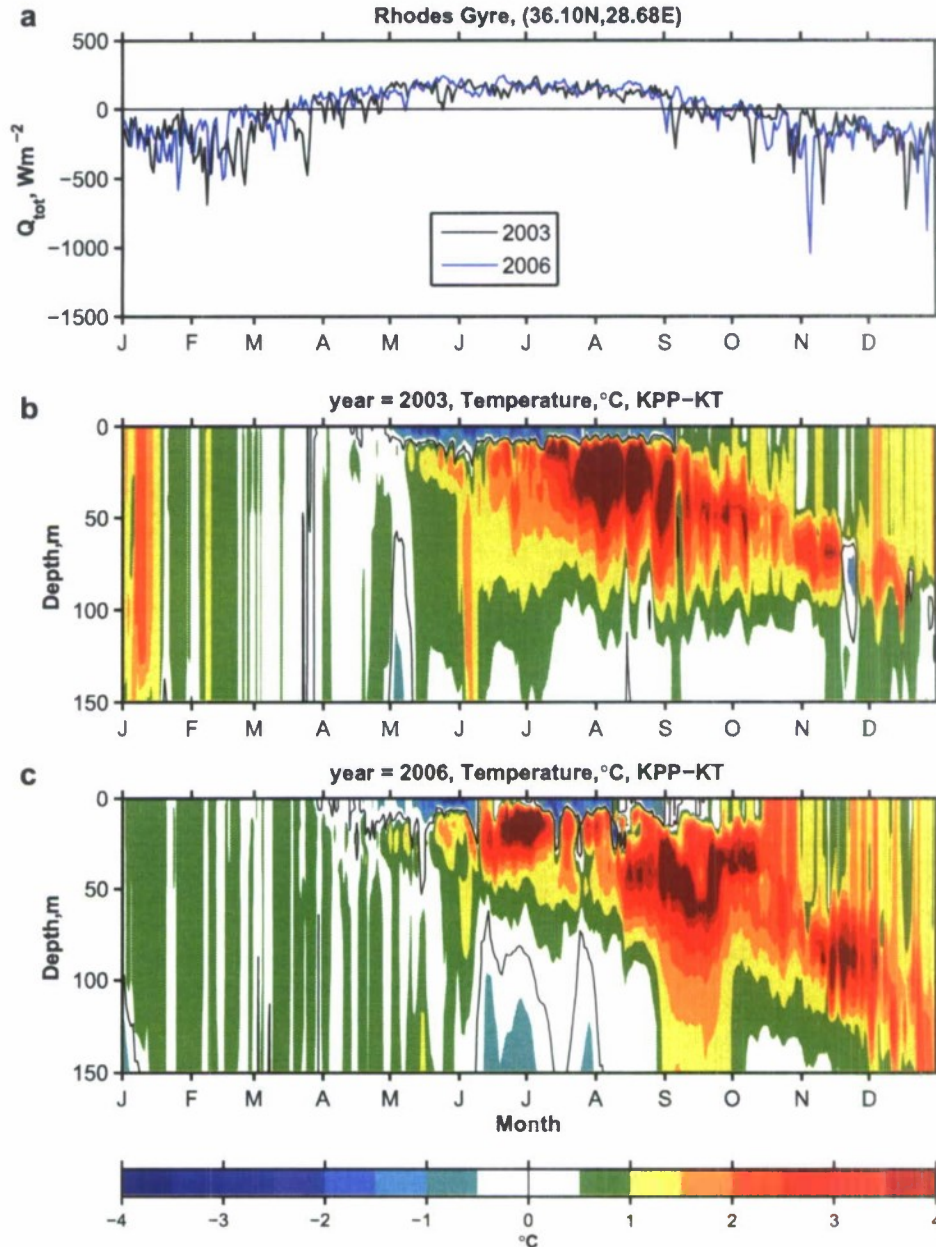 a
Rhodes Gyre, (36.10N,28.68E)
500
0
−500
−1000
−1500
Q_tot, Wm⁻²
2003
2006
J F M A M J J A S O N D
b
year = 2003, Temperature,°C, KPP−KT
0
50
100
150
Depth,m
J F M A M J J A S O N D
c
year = 2006, Temperature,°C, KPP−KT
0
50
100
150
Depth,m
J F M A M J J A S O N D
Month
−4 −3 −2 −1 0 1 2 3 4
°C